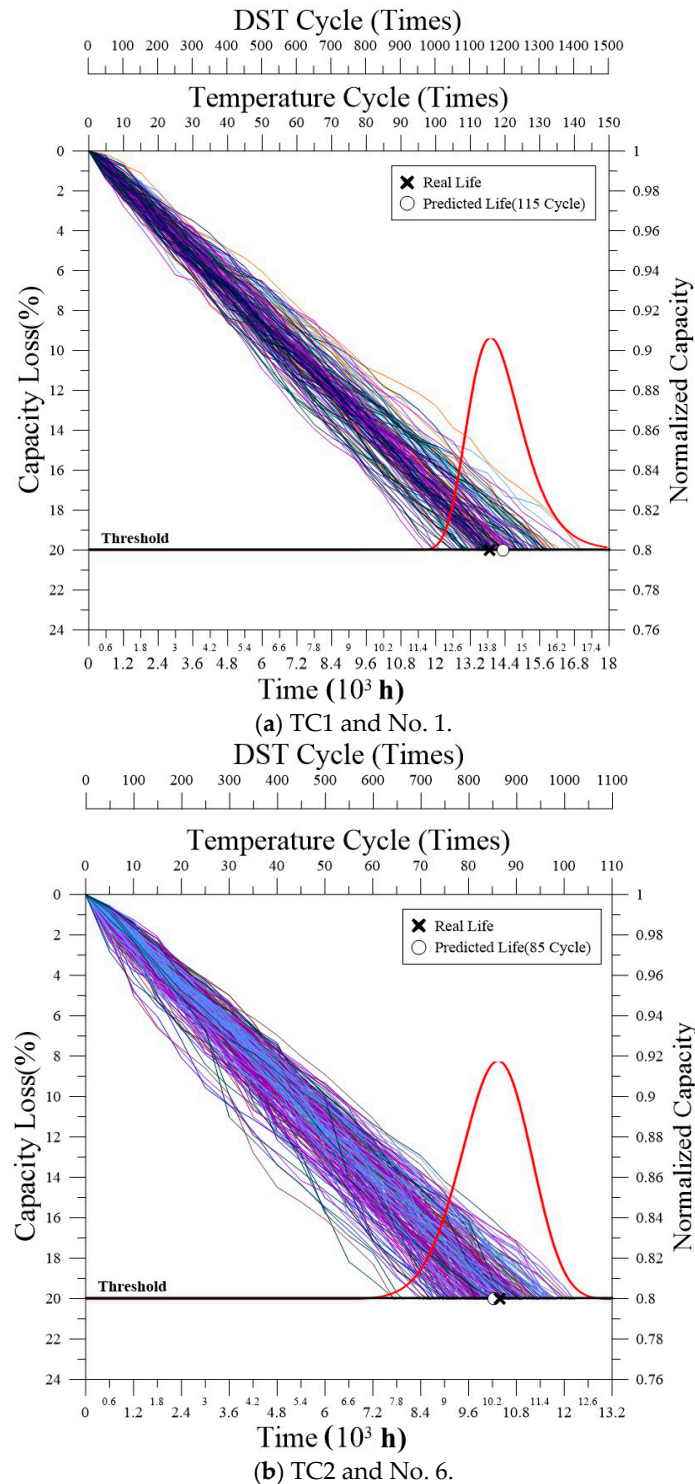 DST Cycle (Times)
0 100 200 300 400 500 600 700 800 900 1000 1100 1200 1300 1400 1500
Temperature Cycle (Times)
0 10 20 30 40 50 60 70 80 90 100 110 120 130 140 150
Capacity Loss(%)
0 2 4 6 8 10 12 14 16 18 20 22 24
Real Life
Predicted Life(115 Cycle)
Threshold
1 0.98 0.96 0.94 0.92 0.9 0.88 0.86 0.84 0.82 0.8 0.78 0.76
Normalized Capacity
0.6 1.8 3 4.2 5.4 6.6 7.8 9 10.2 11.4 12.6 13.8 15 16.2 17.4
0 1.2 2.4 3.6 4.8 6 7.2 8.4 9.6 10.8 12 13.2 14.4 15.6 16.8 18
Time (10³ h)
(a) TC1 and No. 1.
DST Cycle (Times)
0 100 200 300 400 500 600 700 800 900 1000 1100
Temperature Cycle (Times)
0 10 20 30 40 50 60 70 80 90 100 110
Capacity Loss(%)
0 2 4 6 8 10 12 14 16 18 20 22 24
Real Life
Predicted Life(85 Cycle)
Threshold
1 0.98 0.96 0.94 0.92 0.9 0.88 0.86 0.84 0.82 0.8 0.78 0.76
Normalized Capacity
0.6 1.8 3 4.2 5.4 6.6 7.8 9 10.2 11.4 12.6
0 1.2 2.4 3.6 4.8 6 7.2 8.4 9.6 10.8 12 13.2
Time (10³ h)
(b) TC2 and No. 6.